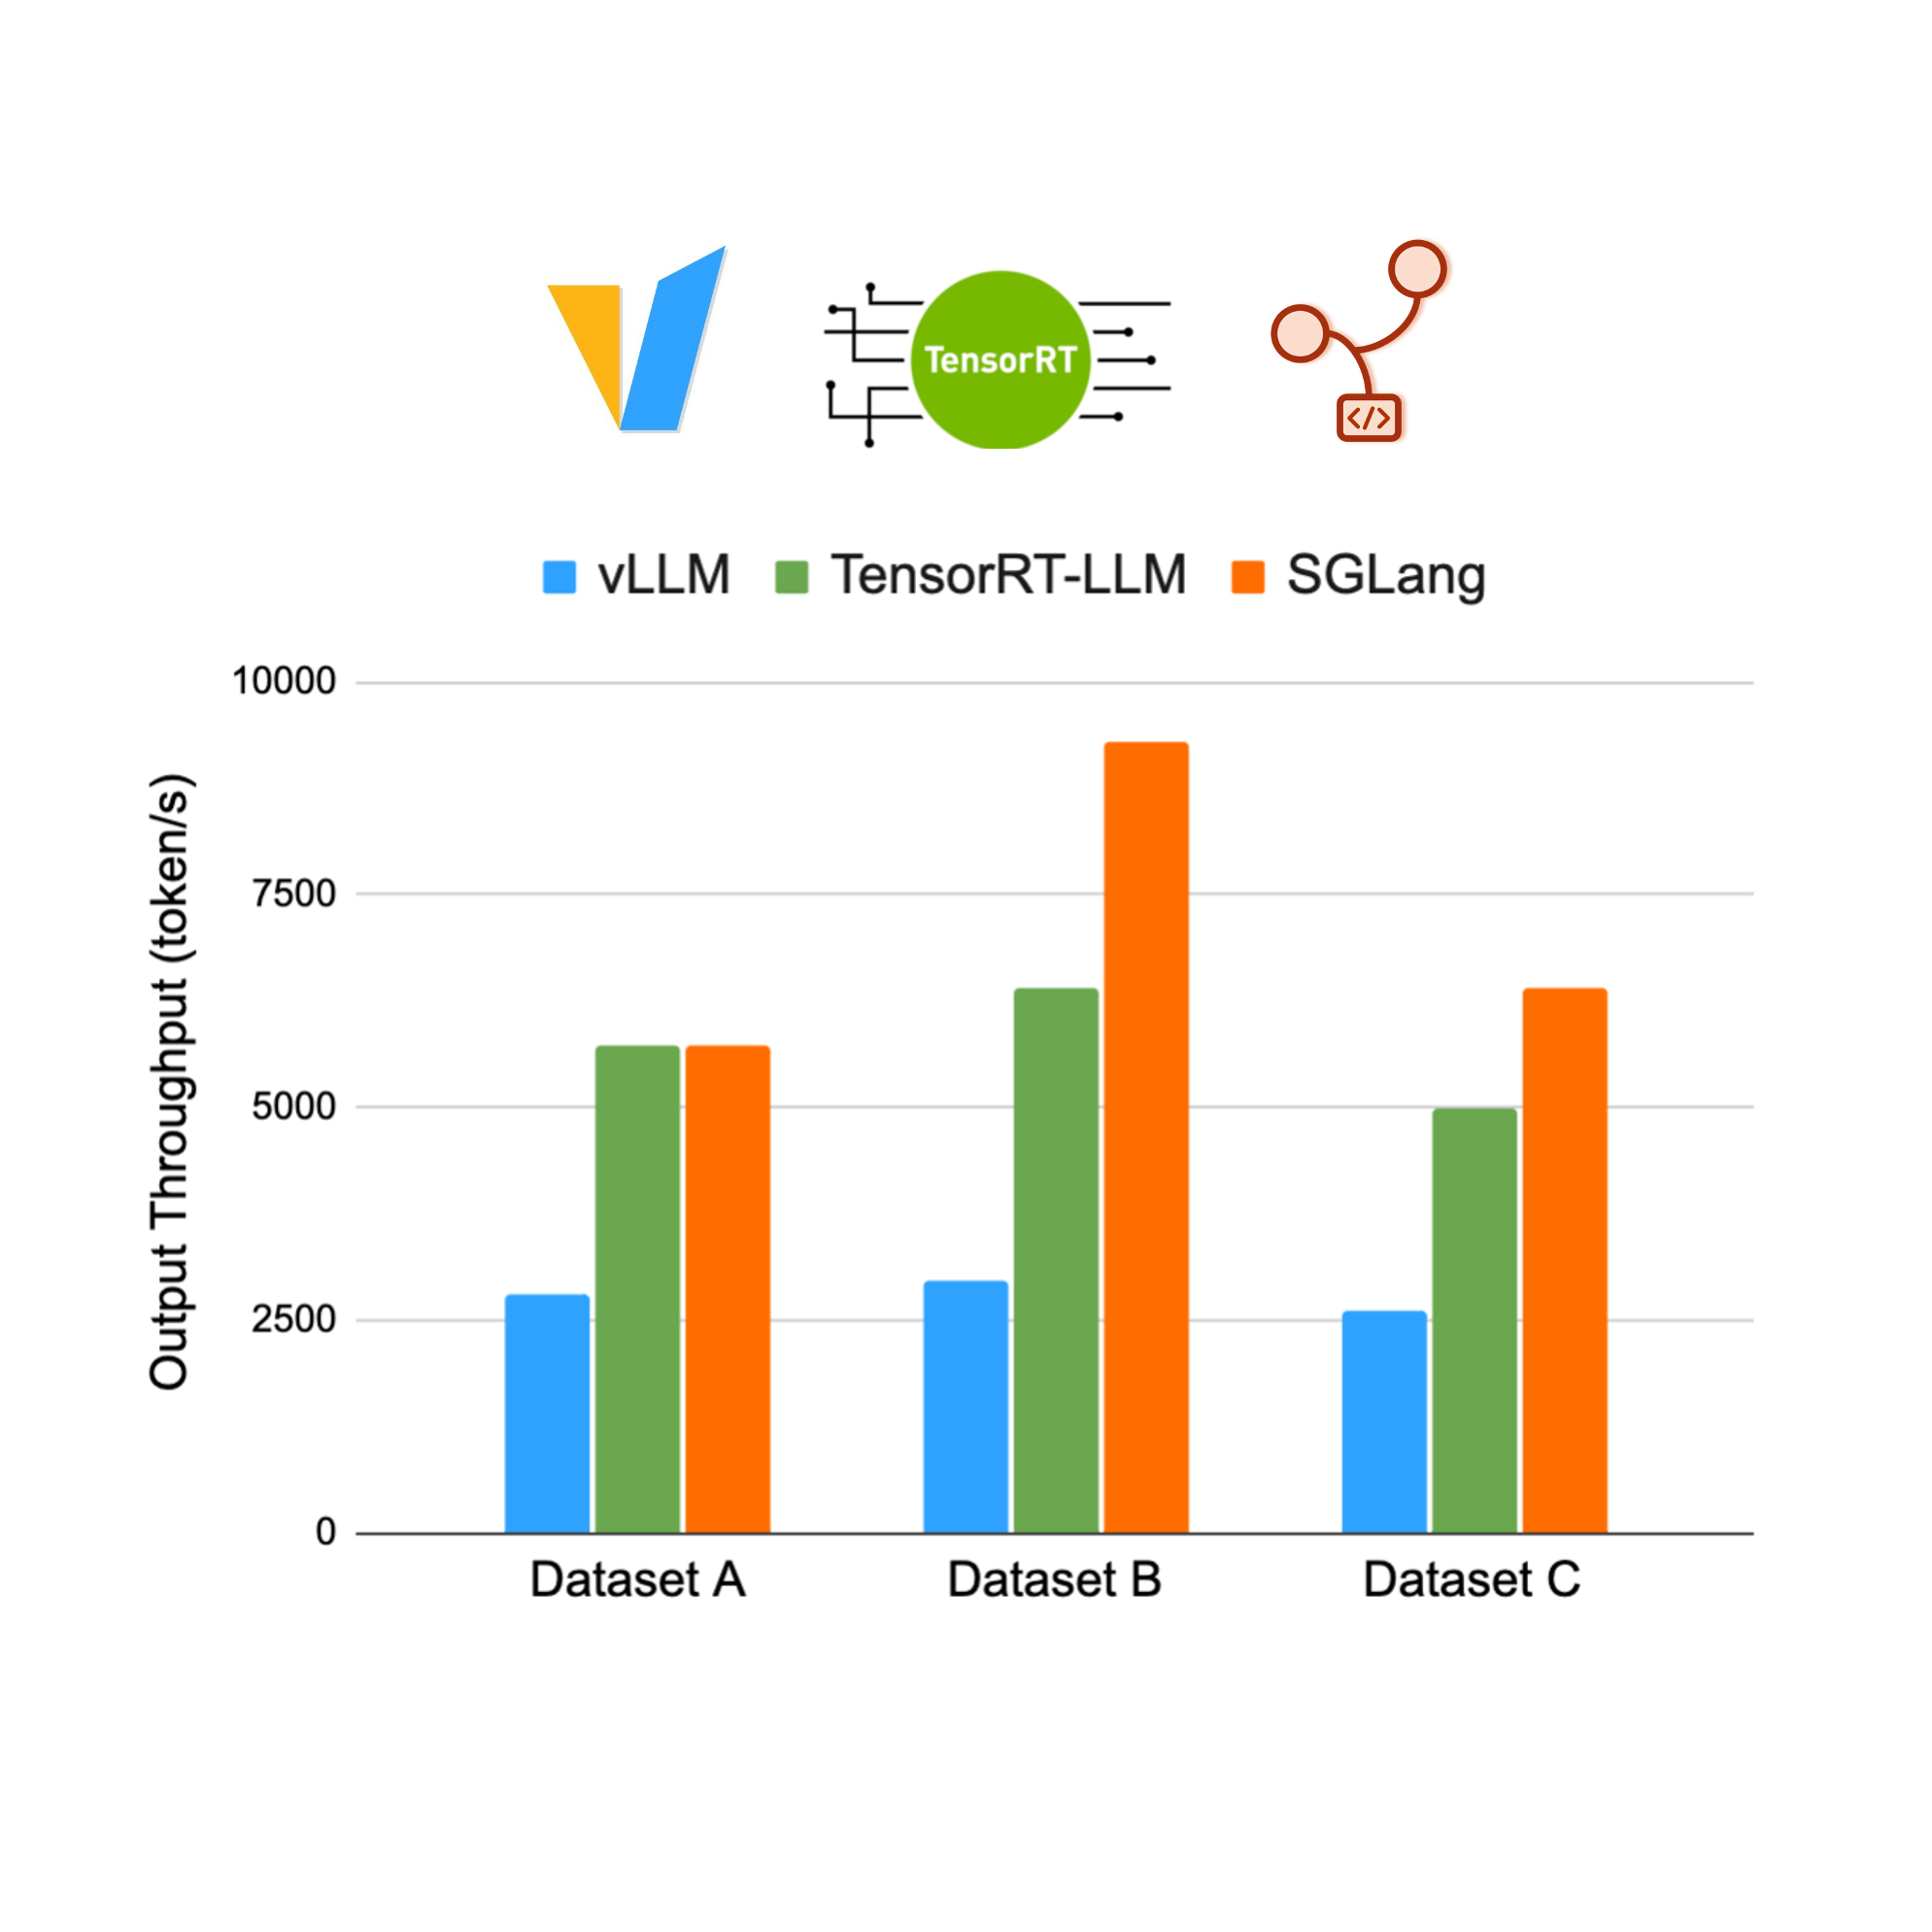 TensorRT
</>
vLLM TensorRT-LLM SGLang
Output Throughput (token/s)
10000
7500
5000
2500
0
Dataset A Dataset B Dataset C